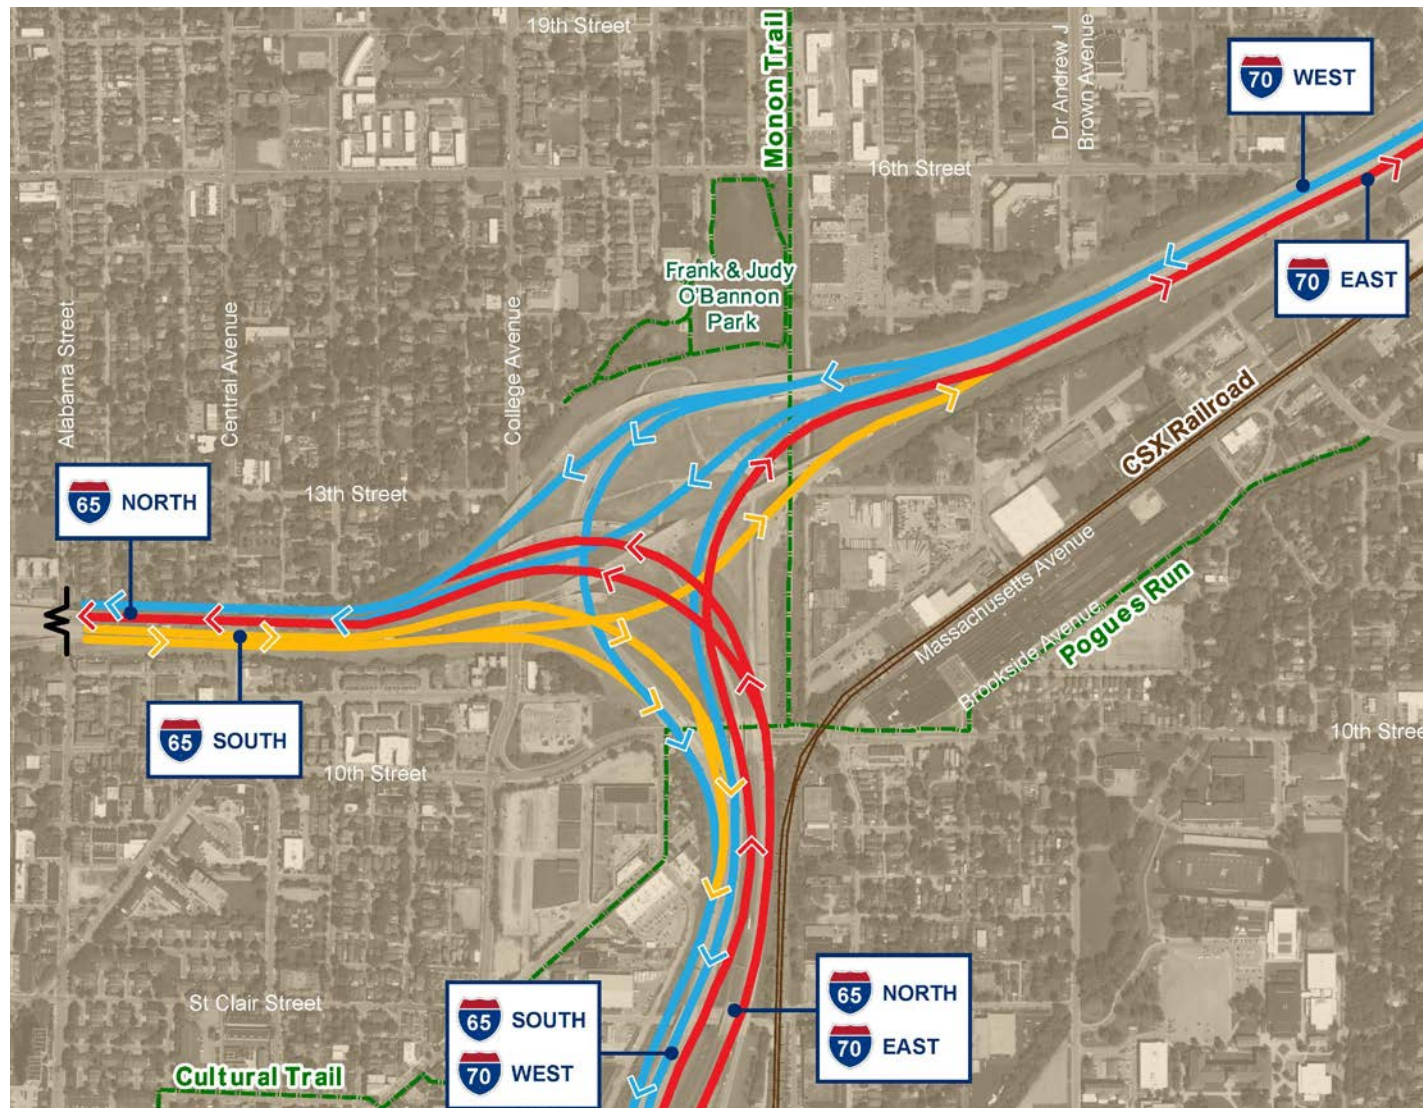 19th Street
Monon Trail
Dr Andrew J
Brown Avenue
70 WEST
16th Street
70 EAST
Frank & Judy
O'Bannon
Park
Alabama Street
Central Avenue
College Avenue
CSX Railroad
65 NORTH
13th Street
Massachusetts Avenue
Brookside Avenue
Pogues Run
65 SOUTH
10th Street
10th Stree
St Clair Street
65 SOUTH
70 WEST
65 NORTH
70 EAST
Cultural Trail